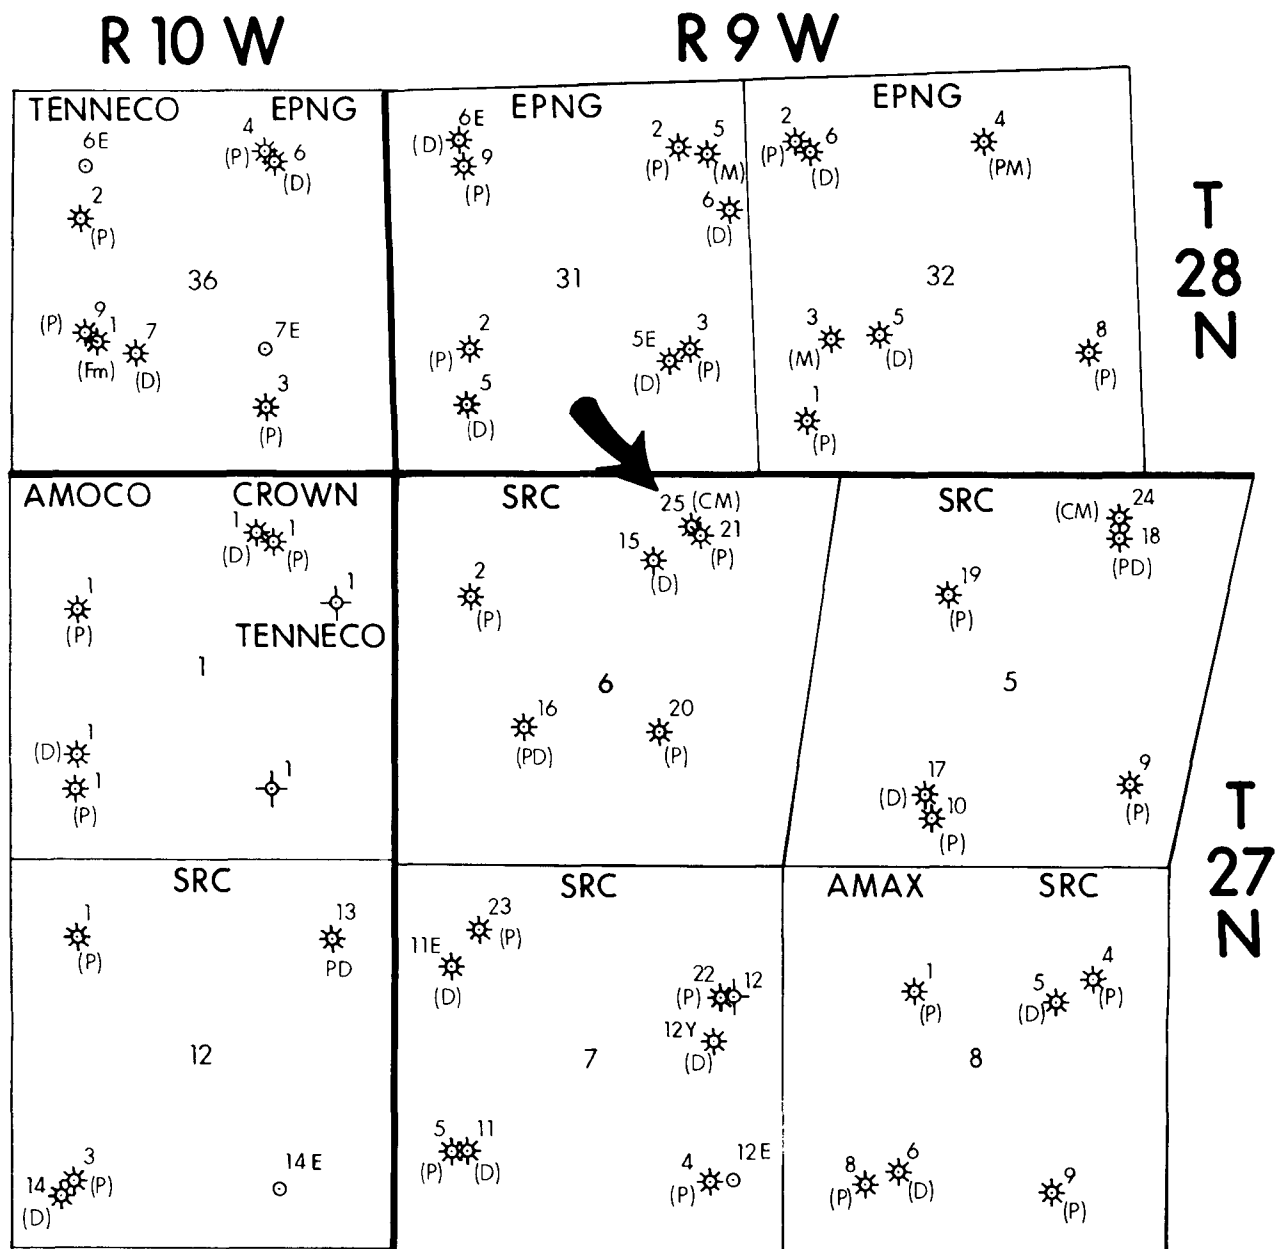 R 10 W
R 9 W
TENNECO
EPNG
6E
4
(P)
6
(D)
2
(P)
36
9
(P)
1
(Fm)
7
(D)
7E
3
(P)
EPNG
6E
(D)
9
(P)
2
(P)
5
(M)
6
(D)
31
2
(P)
5
(D)
5E
(D)
3
(P)
EPNG
2
(P)
6
(D)
4
(PM)
32
3
(M)
5
(D)
8
(P)
1
(P)
T
28
N
AMOCO
CROWN
1
(D)
1
(P)
1
(P)
1
TENNECO
1
1
(D)
1
(P)
1
SRC
25 (CM)
21
(P)
15
(D)
2
(P)
6
16
(PD)
20
(P)
SRC
24
(CM)
18
(PD)
19
(P)
5
17
(D)
10
(P)
9
(P)
T
27
N
SRC
1
(P)
13
PD
12
3
(P)
14
(D)
14 E
SRC
23
(P)
11E
(D)
22
(P)
12
12Y
(D)
7
5
(P)
11
(D)
4
(P)
12E
AMAX
SRC
1
(P)
5
(D)
4
(P)
8
8
(P)
6
(D)
9
(P)